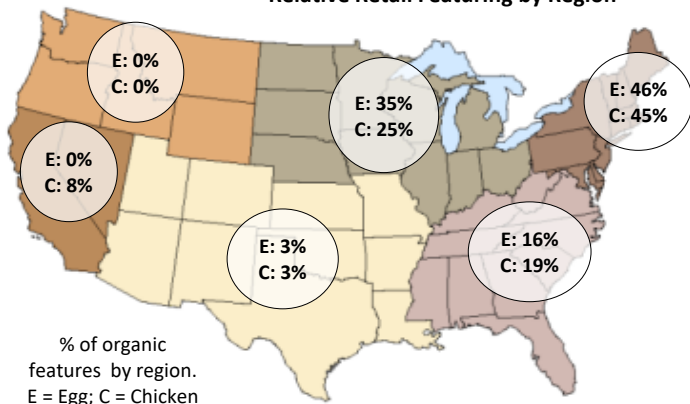 Relative Retail Featuring by Region
E: 0%
C: 0%
E: 35%
C: 25%
E: 46%
C: 45%
E: 0%
C: 8%
E: 3%
C: 3%
E: 16%
C: 19%
% of organic
features by region.
E = Egg; C = Chicken